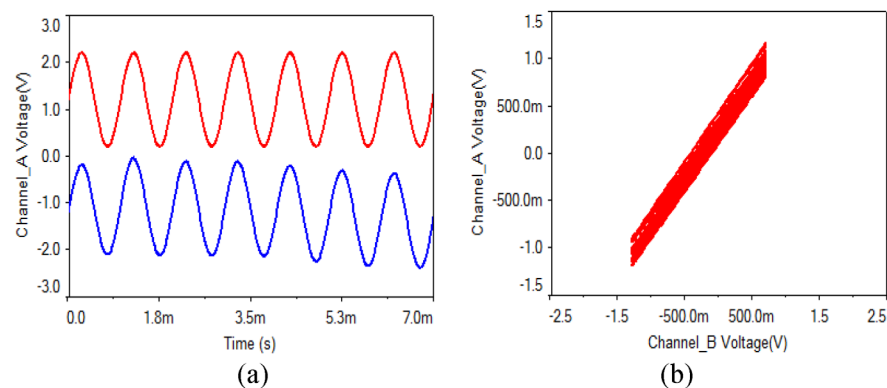 3.0
2.0
1.0
0.0
-1.0
-2.0
-3.0
Channel_A Voltage(V)
0.0 1.8m 3.5m 5.3m 7.0m
Time (s)
(a)
1.5
1.0
500.0m
0.0
-500.0m
-1.0
-1.5
Channel_A Voltage(V)
-2.5 -1.5 -500.0m 500.0m 1.5 2.5
Channel_B Voltage(V)
(b)